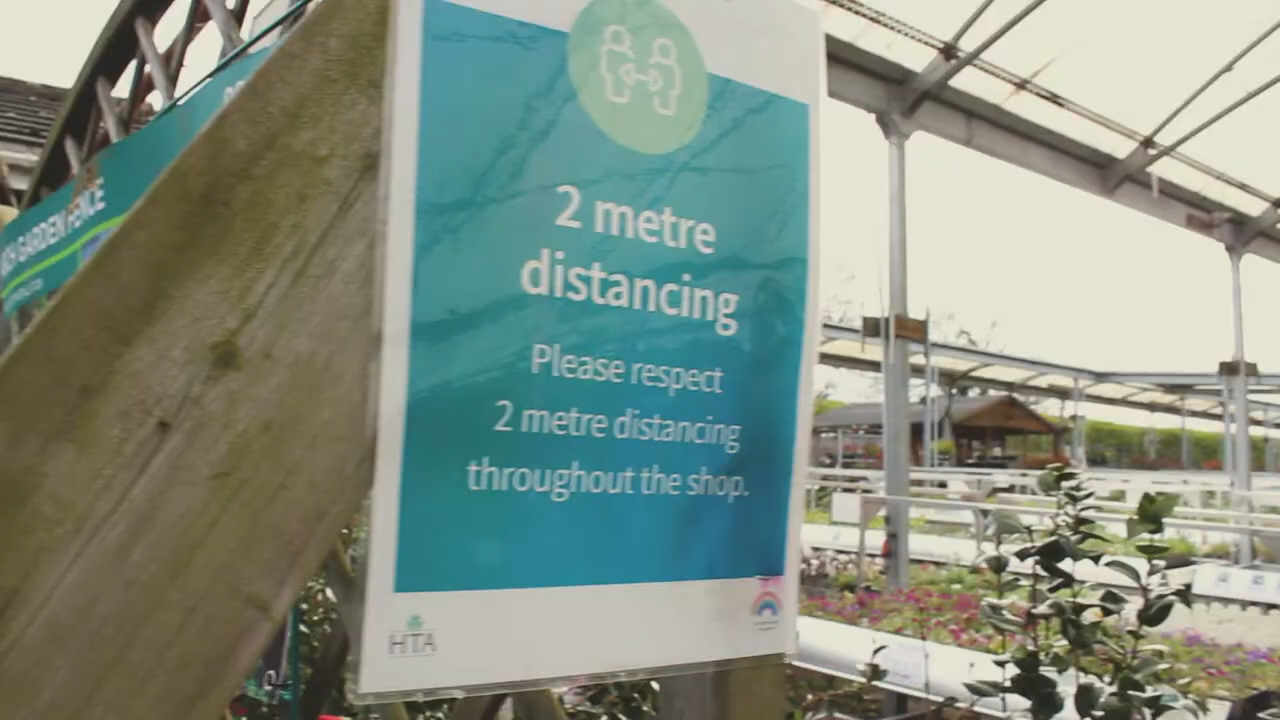 2 metre
distancing
Please respect
2 metre distancing
throughout the shop.
HTA
GARDEN FENCE